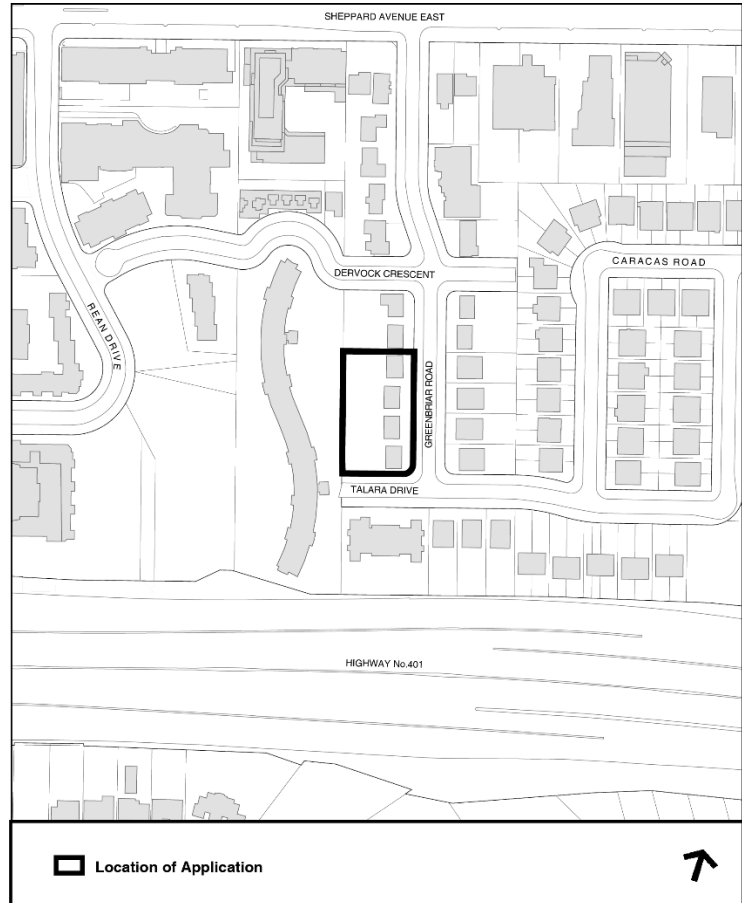 SHEPPARD AVENUE EAST
CARACAS ROAD
DERVOCK CRESCENT
REAN DRIVE
GREENBRIAR ROAD
TALARA DRIVE
HIGHWAY No.401
Location of Application